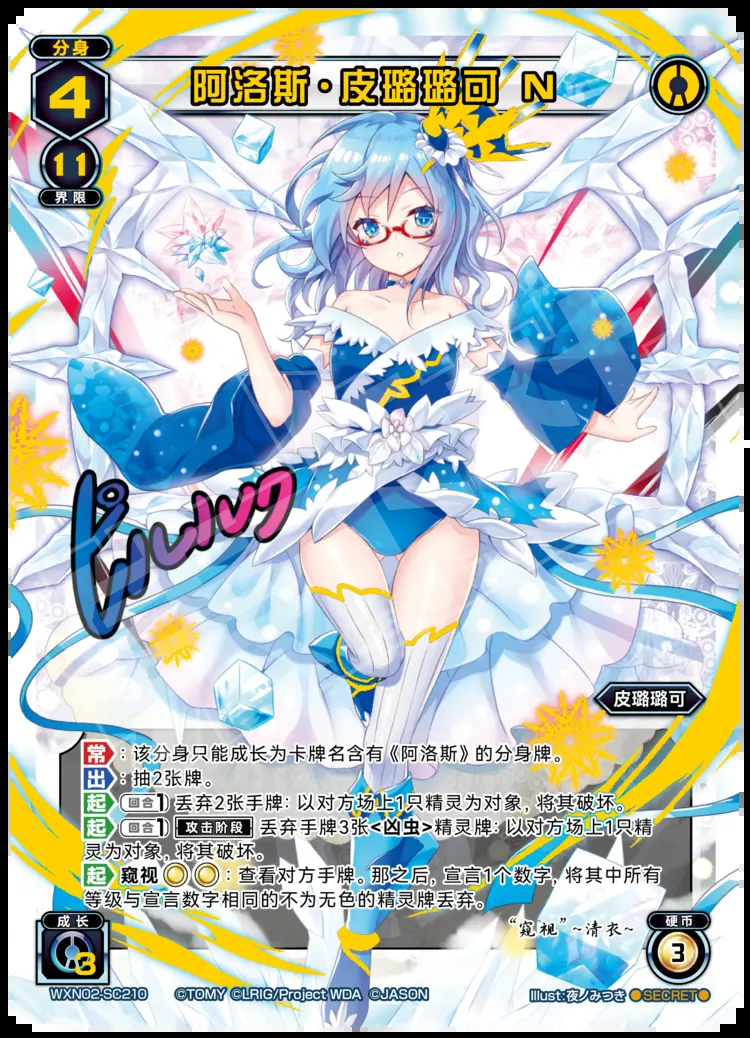 分身
4
阿洛斯·皮璐璐可 N
11
界限
ピルルク
皮璐璐可
常：该分身只能成长为卡牌名含有《阿洛斯》的分身牌。
出：抽2张牌。
起 回合1 丢弃2张手牌：以对方场上1只精灵为对象，将其破坏。
起 回合1 攻击阶段 丢弃手牌3张<凶虫>精灵牌：以对方场上1只精
灵为对象，将其破坏。
起 窥视：查看对方手牌。那之后，宣言1个数字，将其中所有
等级与宣言数字相同的不为无色的精灵牌丢弃。
“窥视”~清衣~
成长
3
硬币
3
WXN02-SC210 ©TOMY ©LRIG/Project WDA ©JASON
Illust:夜ノみつき ●SECRET●